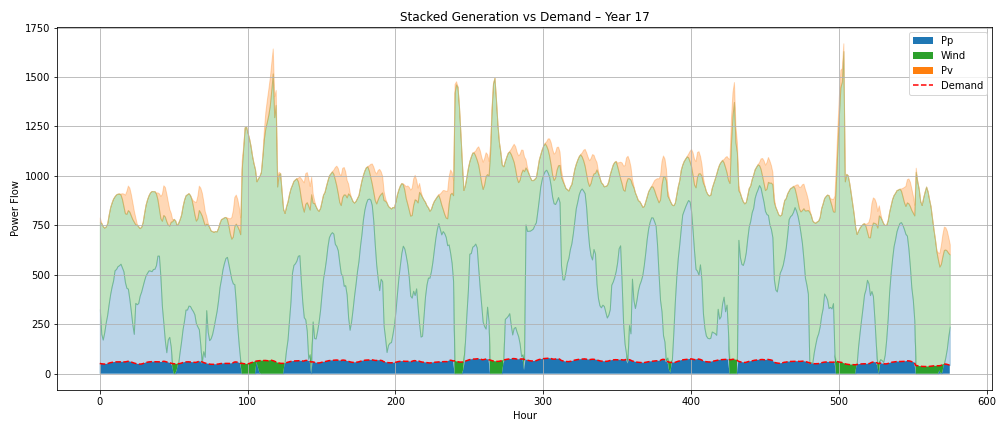 Stacked Generation vs Demand – Year 17
Power Flow
1750
1500
1250
1000
750
500
250
0
0 100 200 300 400 500 600
Hour
Pp
Wind
Pv
Demand